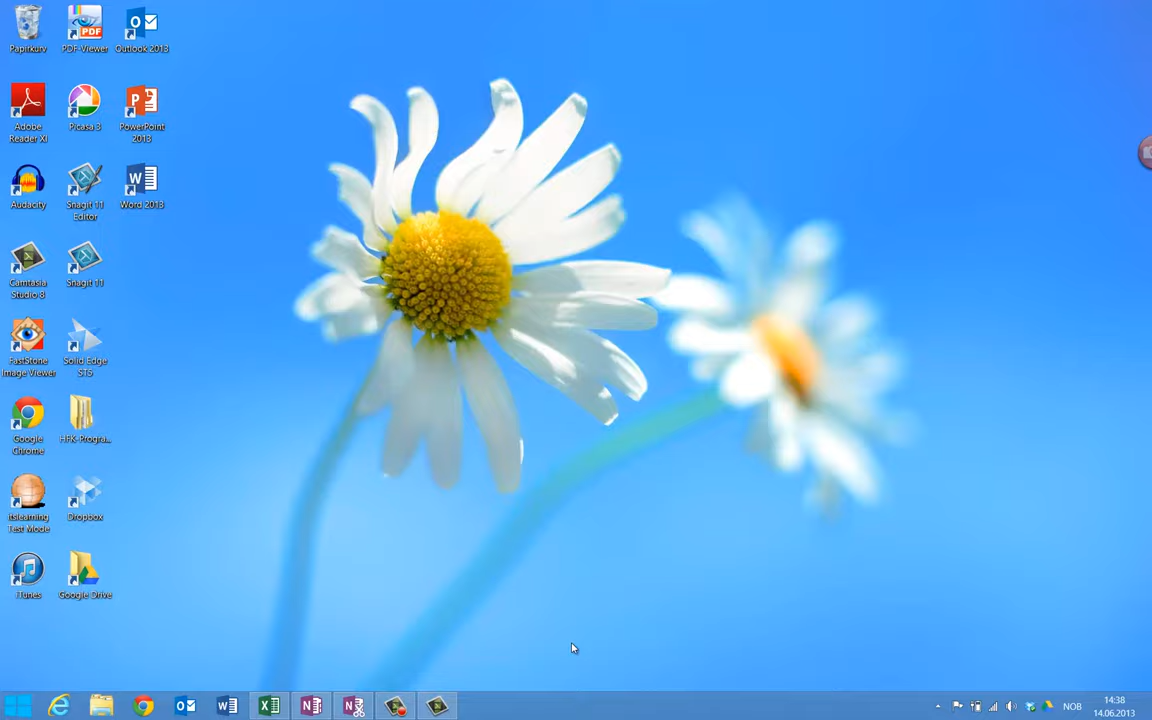 Papirkurv
PDF-Viewer
Outlook 2013
Adobe
Reader XI
Picasa 3
PowerPoint
2013
Audacity
Snagit 11
Editor
Word 2013
Camtasia
Studio 8
Snagit 11
FastStone
Image Viewer
Solid Edge
ST5
Google
Chrome
HFK-Progra...
itslearning
Test Mode
Dropbox
iTunes
Google Drive
NOB
14:38
14.06.2013